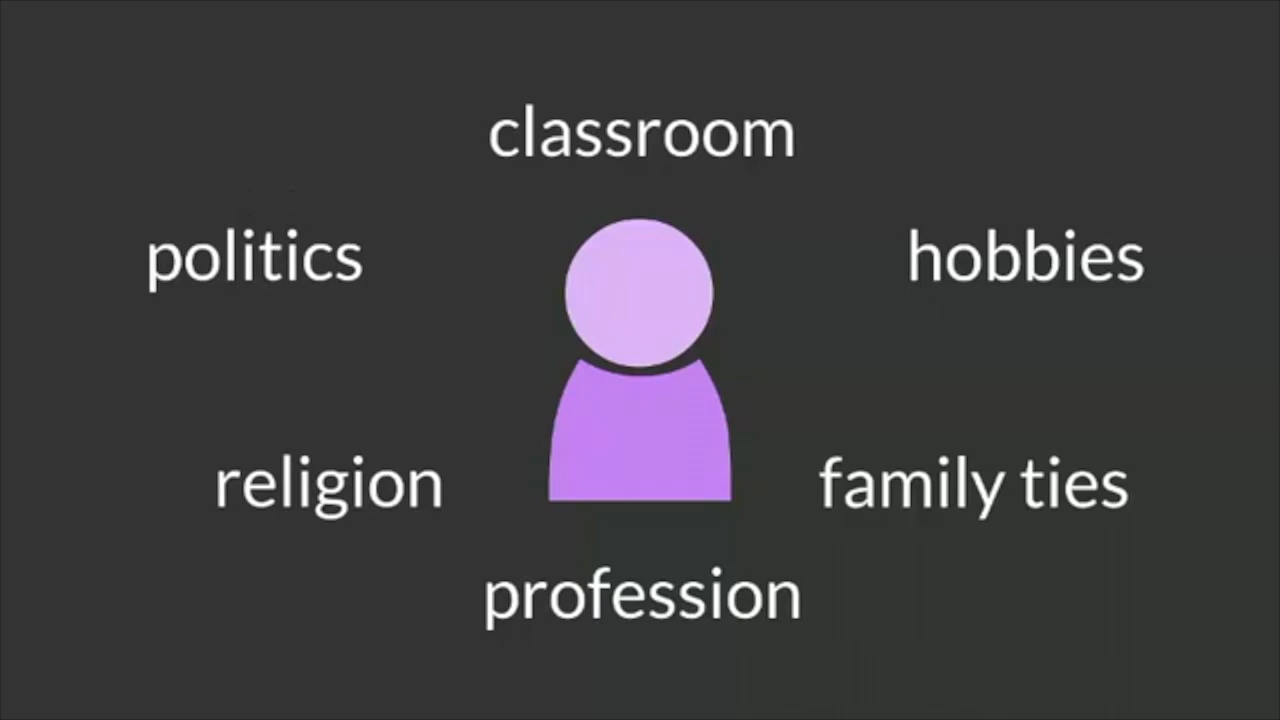 classroom
politics
hobbies
religion
family ties
profession